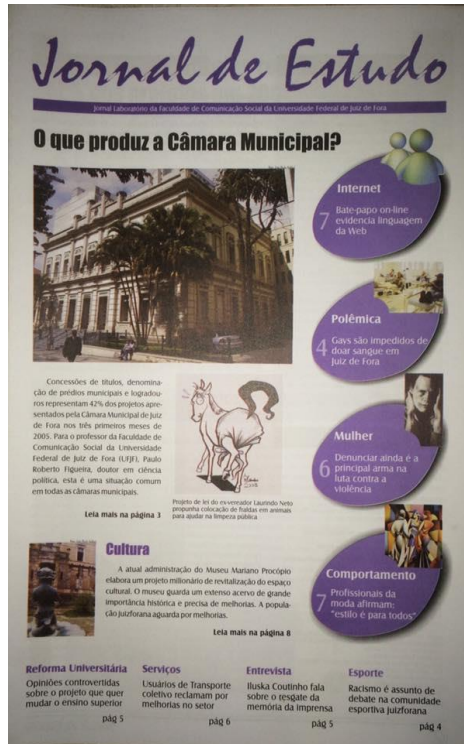 Jornal de Estudo
Jornal Laboratório da Faculdade de Comunicação Social da Universidade Federal de Juiz de Fora
O que produz a Câmara Municipal?
Internet
7
Bate-papo on-line
evidencia linguagem
da Web
Polêmica
4
Gays são impedidos de
doar sangue em
Juiz de Fora
Mulher
6
Denunciar ainda é a
principal arma na
luta contra a
violência
Comportamento
7
Profissionais da
moda afirmam:
"estilo é para todos"
Concessões de títulos, denomina-
ção de prédios municipais e logradou-
ros representam 42% dos projetos apre-
sentados pela Câmara Municipal de Juiz
de Fora nos três primeiros meses de
2005. Para o professor da Faculdade de
Comunicação Social da Universidade
Federal de Juiz de Fora (UFJF), Paulo
Roberto Figueira, doutor em ciência
política, esta é uma situação comum
em todas as câmaras municipais.
Leia mais na página 3
Projeto de lei do ex-vereador Laurindo Neto
propunha colocação de fraldas em animais
para ajudar na limpeza pública
Cultura
A atual administração do Museu Mariano Procópio
elabora um projeto milionário de revitalização do espaço
cultural. O museu guarda um extenso acervo de grande
importância histórica e precisa de melhorias. A popula-
ção juizforana aguarda por melhorias.
Leia mais na página 8
Reforma Universitária
Opiniões controvertidas
sobre o projeto que quer
mudar o ensino superior
pág 5
Serviços
Usuários de Transporte
coletivo reclamam por
melhorias no setor
pág 6
Entrevista
Iluska Coutinho fala
sobre o resgate da
memória da imprensa
pág 5
Esporte
Racismo é assunto de
debate na comunidade
esportiva juizforana
pág 4